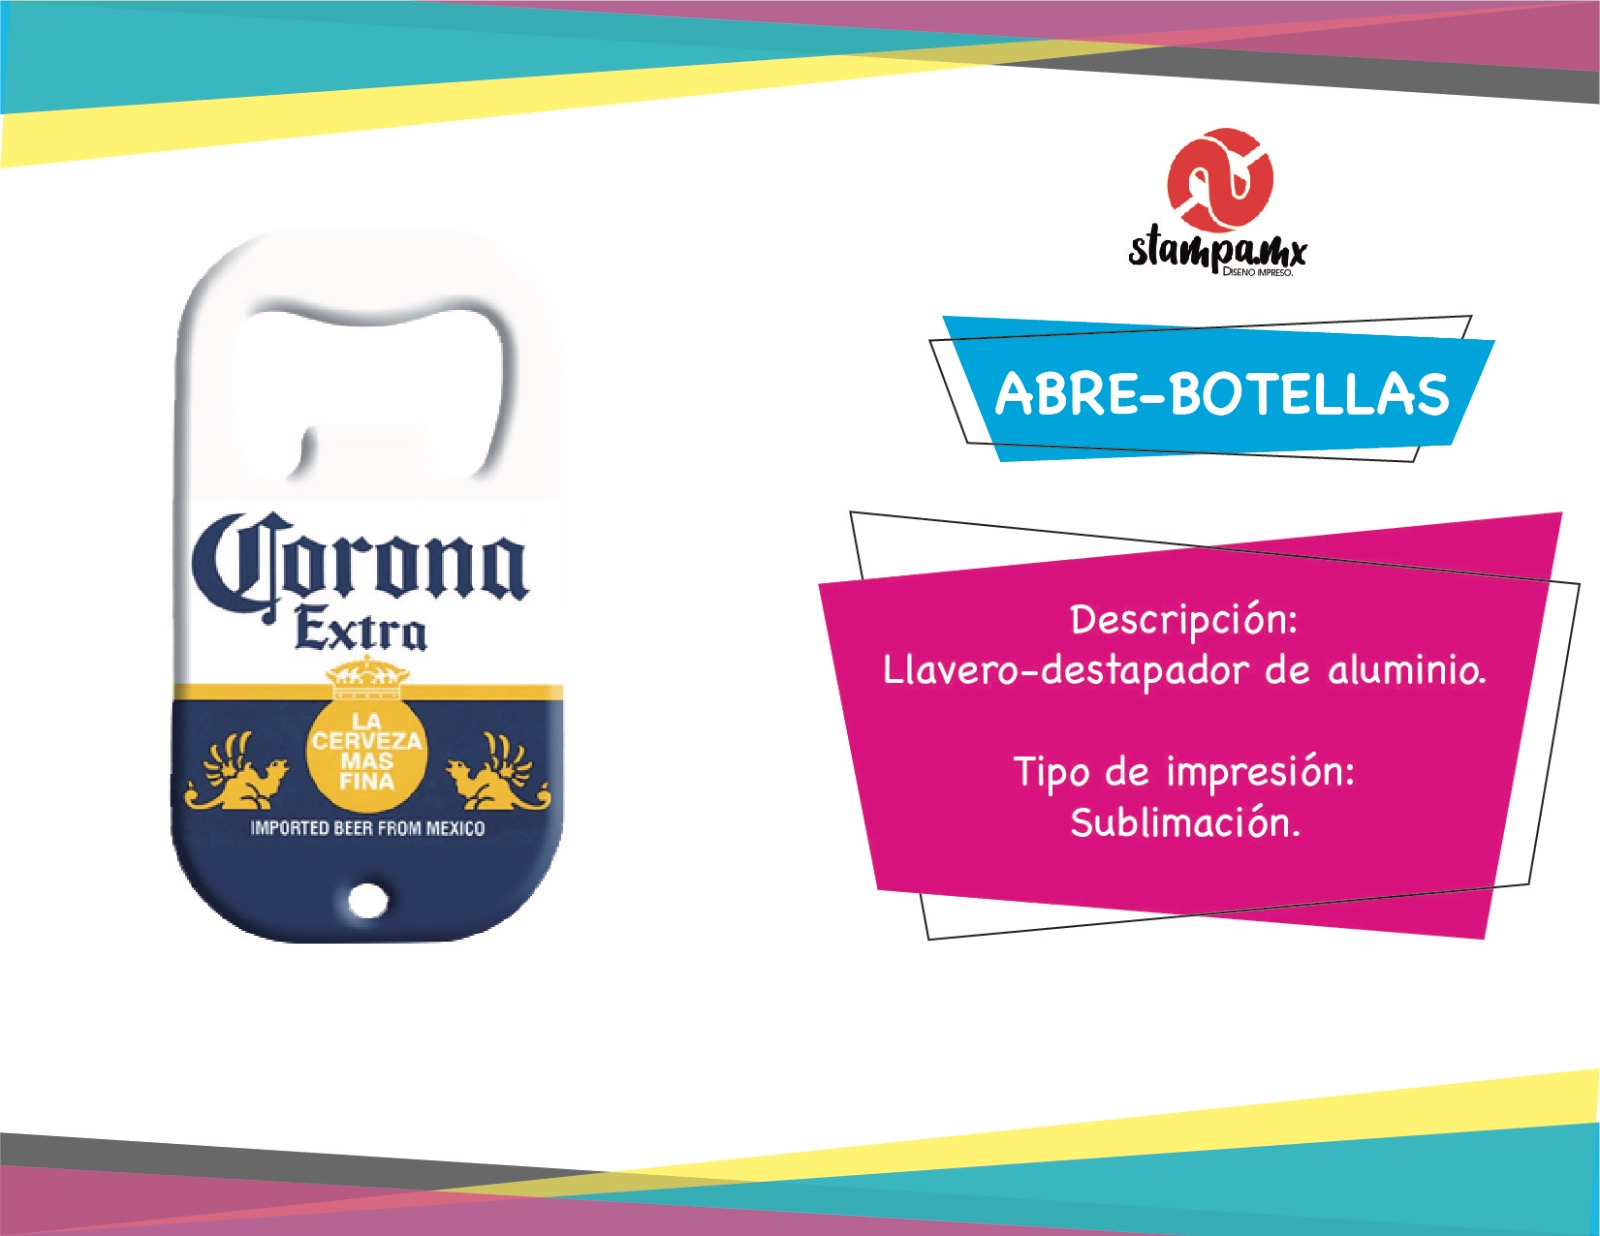 stampa.mx
DISENO IMPRESO.
ABRE-BOTELLAS
Descripción:
Llavero-destapador de aluminio.
Tipo de impresión:
Sublimación.
Corona
Extra
LA
CERVEZA
MAS
FINA
IMPORTED BEER FROM MEXICO